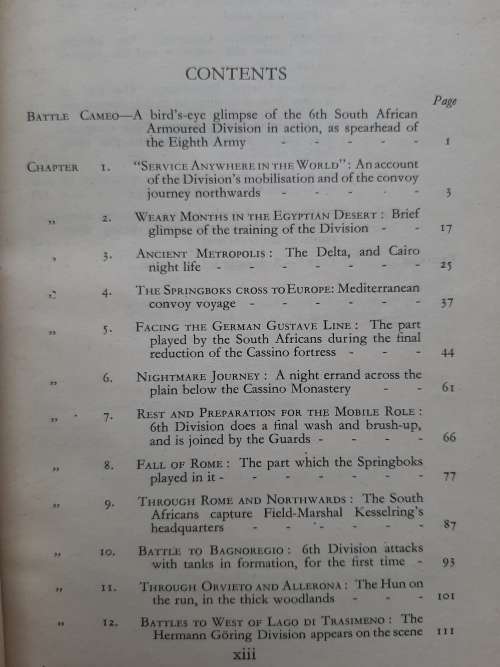 CONTENTS
Page
BATTLE CAMEO—A bird's-eye glimpse of the 6th South African
Armoured Division in action, as spearhead of
the Eighth Army - - - - - 1
CHAPTER 1. "SERVICE ANYWHERE IN THE WORLD": An account
of the Division's mobilisation and of the convoy
journey northwards - - - - 3
„ 2. WEARY MONTHS IN THE EGYPTIAN DESERT: Brief
glimpse of the training of the Division - - 17
„ 3. ANCIENT METROPOLIS: The Delta, and Cairo
night life - - - - - - - 25
„ 4. THE SPRINGBOKS CROSS TO EUROPE: Mediterranean
convoy voyage - - - - - 37
„ 5. FACING THE GERMAN GUSTAVE LINE: The part
played by the South Africans during the final
reduction of the Cassino fortress - - - 44
„ 6. NIGHTMARE JOURNEY: A night errand across the
plain below the Cassino Monastery - - 61
„ 7. REST AND PREPARATION FOR THE MOBILE ROLE:
6th Division does a final wash and brush-up,
and is joined by the Guards - - - - 66
„ 8. FALL OF ROME: The part which the Springboks
played in it - - - - - - - 77
„ 9. THROUGH ROME AND NORTHWARDS: The South
Africans capture Field-Marshal Kesselring's
headquarters - - - - - - 87
„ 10. BATTLE TO BAGNOREGIO: 6th Division attacks
with tanks in formation, for the first time - 93
„ 11. THROUGH ORVIETO AND ALLERONA: The Hun on
the run, in the thick woodlands - - - 101
„ 12. BATTLES TO WEST OF LAGO DI TRASIMENO: The
Hermann Göring Division appears on the scene 111
xiii